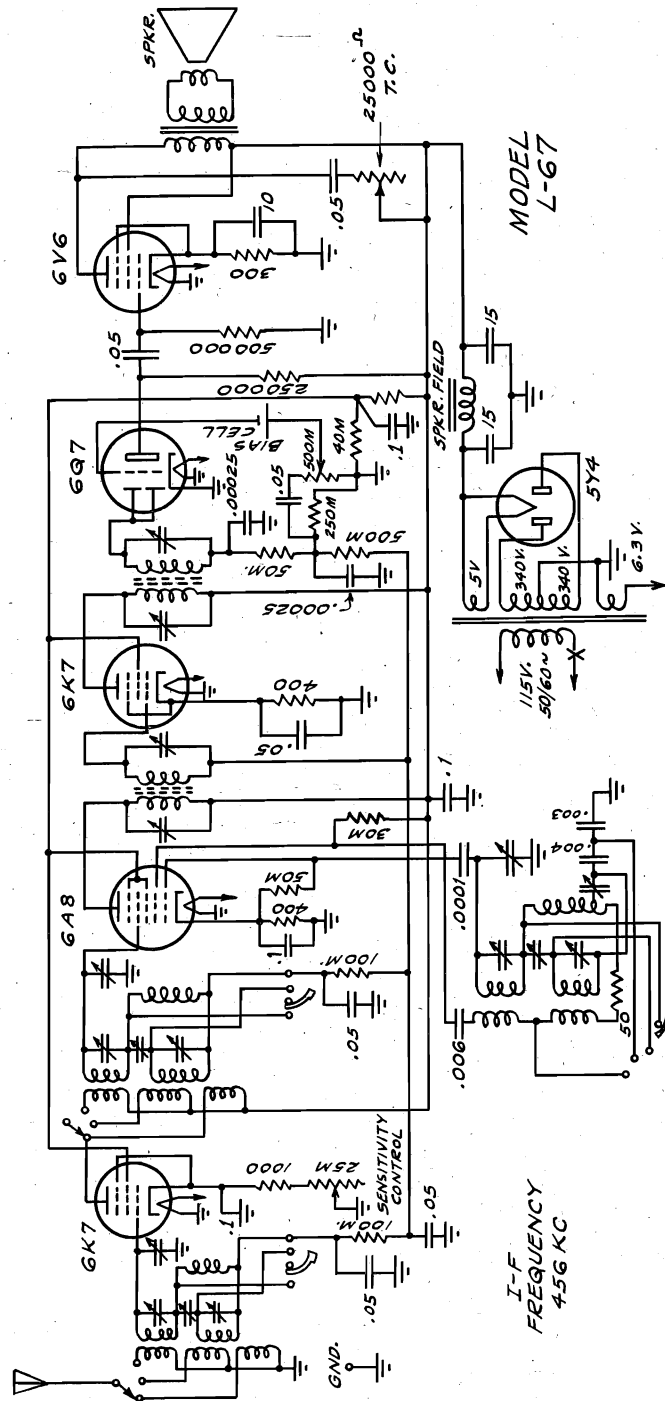 SPKR.
6V6
.05
10
300
500000
.05
25000 Ω
T.C.
MODEL
L-67
6Q7
250000
BIAS
CELL
.00025
.05
500M
40M
.1
250M
50M.
500M
.00025
SPKR. FIELD
15
15
5Y4
5V
340V.
340V.
6.3V.
115V.
50/60~
6K7
400
.05
6A8
50M
400
.1
30M
.1
100M.
.05
.0001
.006
.004
.003
50
6K7
.1
1000
25M
SENSITIVITY
CONTROL
100M.
.05
.05
GND.
I-F
FREQUENCY
456 KC